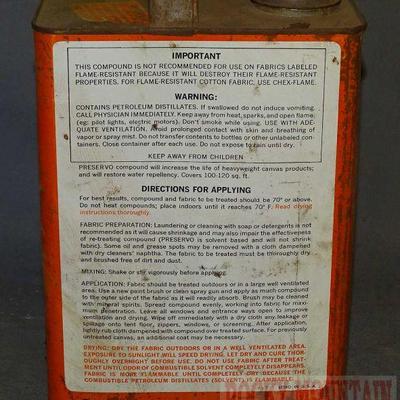 IMPORTANT
THIS COMPOUND IS NOT RECOMMENDED FOR USE ON FABRICS LABELED
FLAME-RESISTANT BECAUSE IT WILL DESTROY THEIR FLAME-RESISTANT
PROPERTIES. FOR FLAME-RESISTANT COTTON FABRIC, USE CHEX-FLAME.
WARNING:
CONTAINS PETROLEUM DISTILLATES. If swallowed do not induce vomiting.
CALL PHYSICIAN IMMEDIATELY. Keep away from heat, sparks, and open flame.
(eg: pilot lights, electric motors). Don't smoke while using. USE WITH ADE-
QUATE VENTILATION. Avoid prolonged contact with skin and breathing of
vapor or spray mist. Do not transfer contents to bottles or other unlabeled con-
tainers. Close container after each use. Do not expose to rain until dry.
KEEP AWAY FROM CHILDREN
PRESERVO compound will increase the life of heavyweight canvas products;
and will restore water repellency. Covers 100-120 sq. ft.
DIRECTIONS FOR APPLYING
For best results, compound and fabric to be treated should be 70° or above.
Do not heat compounds; place indoors until it reaches 70° F. Read drying
instructions thoroughly.
FABRIC PREPARATION: Laundering or cleaning with soap or detergents is not
recommended as it will cause shrinkage and may also impair the effectiveness
of re-treating compound (PRESERVO is solvent based and will not shrink
fabric). Some oil and grease spots may be removed with a cloth dampened
with dry cleaners' naphtha. The fabric to be treated must be thoroughly dry
and brushed free of dirt and dust.
MIXING: Shake or stir vigorously before applying.
APPLICATION: Fabric should be treated outdoors or in a large well ventilated
area. Use a new paint brush or clean spray gun and apply as much compound
to the outer side of the fabric as it will readily absorb. Brush may be cleaned
with mineral spirits. Spread compound evenly, working into fabric for maxi-
mum penetration. Leave all windows and entrance ways open to improve
ventilation and drying. Wipe off immediately with a dry cloth any leakage or
spillage onto tent floor, zippers, windows, or screening. After application,
lightly rub cloth dampened with compound over treated surface. For previously
untreated canvas, an additional coat may be necessary.
DRYING: DRY THE FABRIC OUTDOORS OR IN A WELL VENTILATED AREA.
EXPOSURE TO SUNLIGHT WILL SPEED DRYING. LET DRY AND CURE THOR-
OUGHLY OVERNIGHT BEFORE USE. DO NOT FOLD FABRIC AFTER TREAT-
MENT UNTIL ODOR OF COMBUSTIBLE SOLVENT COMPLETELY DISAPPEARS.
FABRIC IS MORE FLAMMABLE UNTIL COMPLETELY DRY BECAUSE THE
COMBUSTIBLE PETROLEUM DISTILLATES (SOLVENT) IS FLAMMABLE.